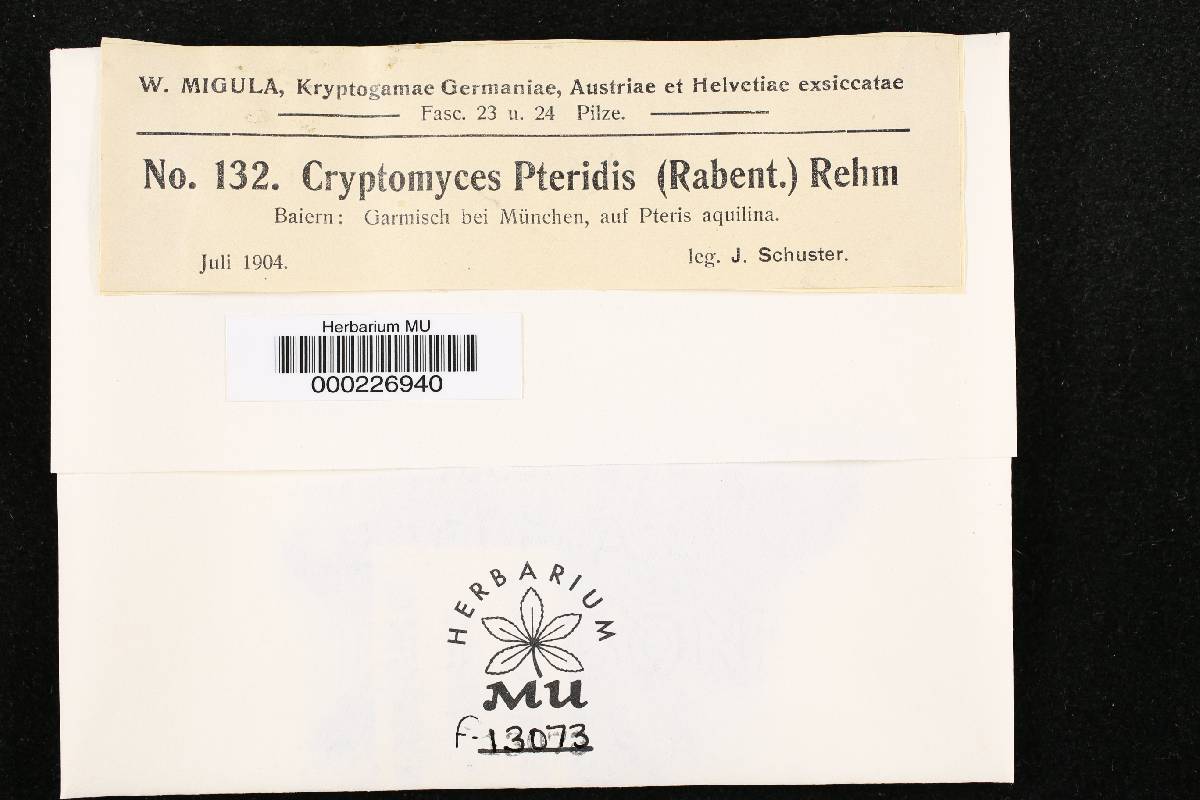 W. MIGULA, Kryptogamae Germaniae, Austriae et Helvetiae exsiccatae
Fasc. 23 u. 24 Pilze.
No. 132. Cryptomyces Pteridis (Rabent.) Rehm
Baiern: Garmisch bei München, auf Pteris aquilina.
Juli 1904.
leg. J. Schuster.
Herbarium MU
000226940
HERBARIUM
MU
F-13073